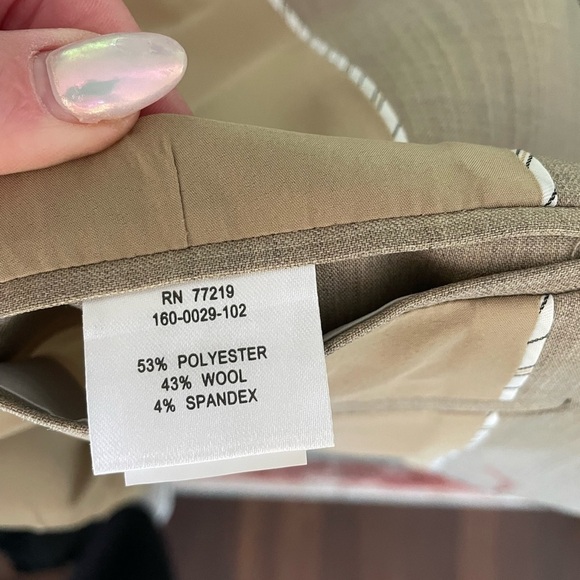 RN 77219
160-0029-102
53% POLYESTER
43% WOOL
4% SPANDEX